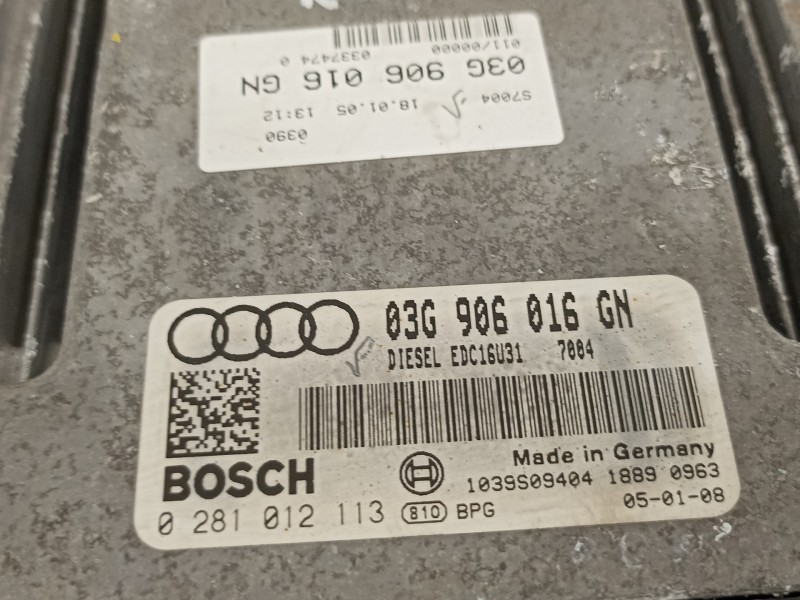 011/00000
0337474 0
03G 906 016 GN
S7004
18.01.05 13:12
0390
03G 906 016 GN
DIESEL EDC16U31 7004
Made in Germany
BOSCH
1039S09404 1889 0963
0 281 012 113 810 BPG
05-01-08